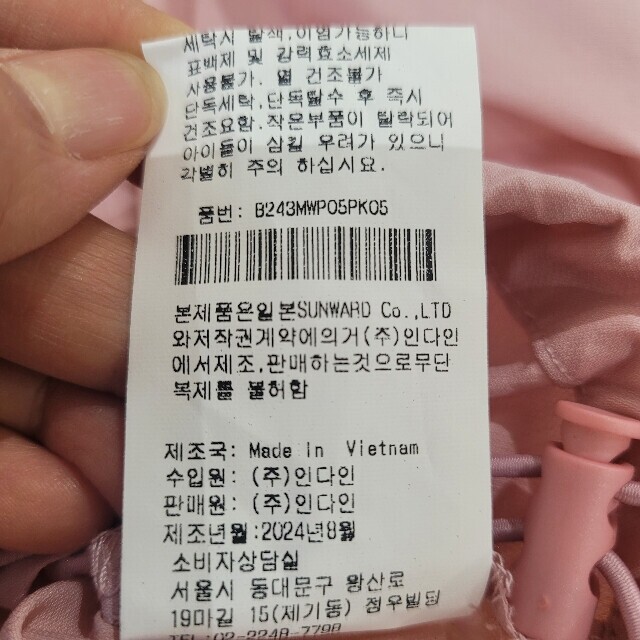 세탁시 탈색,이염가능하니
표백제 및 강력효소세제
사용불가. 열 건조불가
단독세탁,단독탈수 후 즉시
건조요함.작은부품이 탈락되어
아이들이 삼킬 우려가 있으니
각별히 주의 하십시요.
품번: B243MWP05PK05
본제품은일본SUNWARD Co.,LTD
와저작권계약에의거(주)인다인
에서제조,판매하는것으로무단
복제를 불허함
제조국: Made In Vietnam
수입원: (주)인다인
판매원: (주)인다인
제조년월:2024년8월
소비자상담실
서울시 동대문구 왕산로
19마길 15(제기동) 청우빌딩
TEL:02-2248-7798